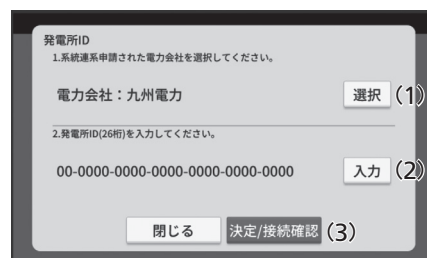 発電所ID
1.系統連系申請された電力会社を選択してください。
電力会社：九州電力
選択 (1)
2.発電所ID(26桁)を入力してください。
00-0000-0000-0000-0000-0000-0000
入力 (2)
閉じる
決定/接続確認 (3)